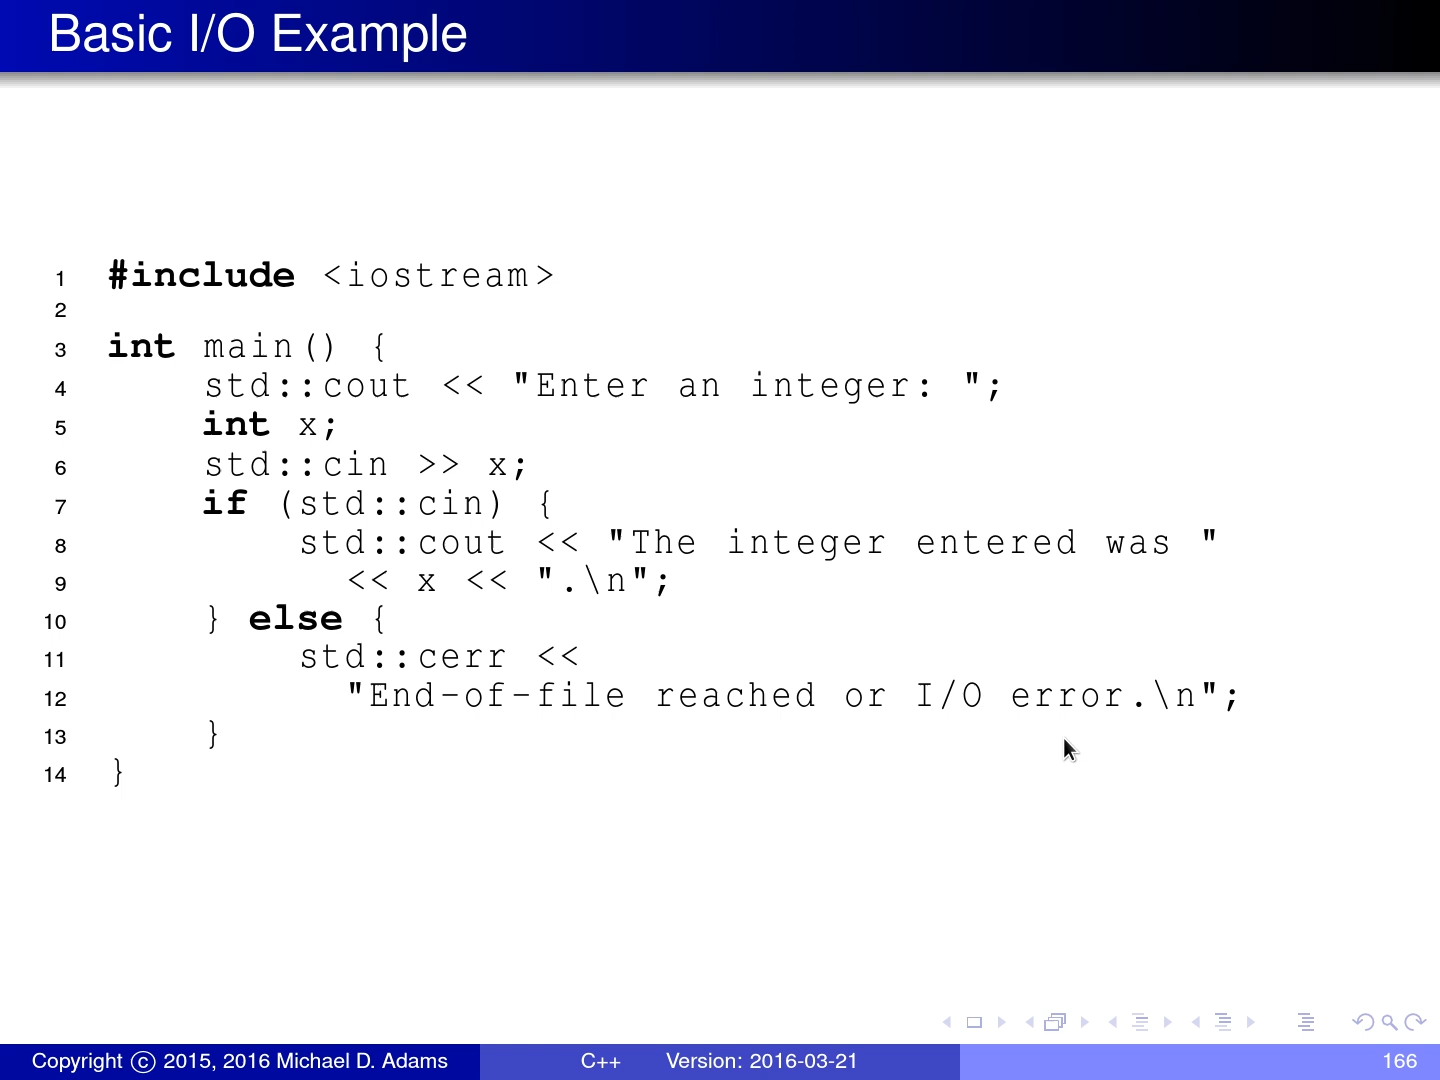 Basic I/O Example
1 #include <iostream>
2
3 int main() {
4 std::cout << "Enter an integer: ";
5 int x;
6 std::cin >> x;
7 if (std::cin) {
8 std::cout << "The integer entered was "
9 << x << ".\n";
10 } else {
11 std::cerr <<
12 "End-of-file reached or I/O error.\n";
13 }
14 }
Copyright © 2015, 2016 Michael D. Adams C++ Version: 2016-03-21 166